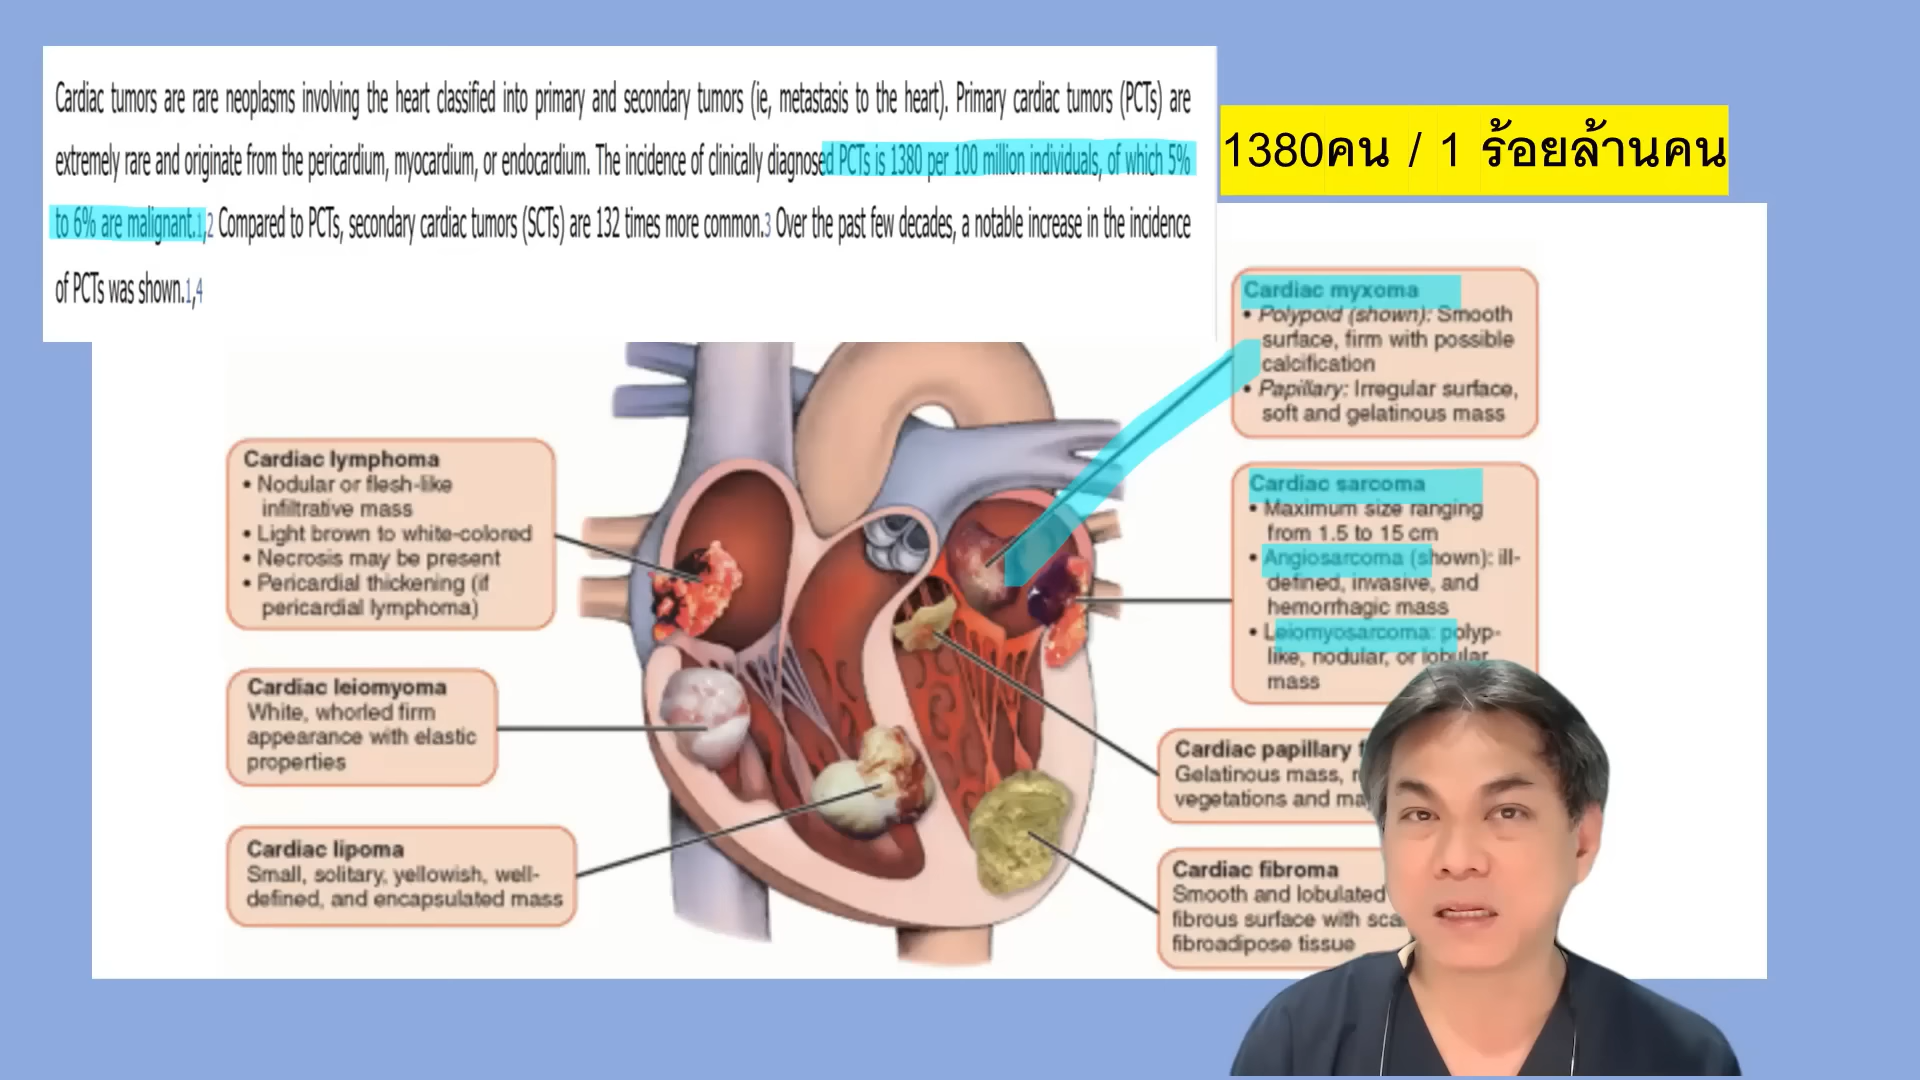 Cardiac tumors are rare neoplasms involving the heart classified into primary and secondary tumors (ie, metastasis to the heart). Primary cardiac tumors (PCTs) are
extremely rare and originate from the pericardium, myocardium, or endocardium. The incidence of clinically diagnosed PCTs is 1380 per 100 million individuals, of which 5%
to 6% are malignant.1,2 Compared to PCTs, secondary cardiac tumors (SCTs) are 132 times more common.3 Over the past few decades, a notable increase in the incidence
of PCTs was shown.1,4
1380คน / 1 ร้อยล้านคน
Cardiac myxoma
• Polypoid (shown): Smooth
surface, firm with possible
calcification
• Papillary: Irregular surface,
soft and gelatinous mass
Cardiac lymphoma
• Nodular or flesh-like
infiltrative mass
• Light brown to white-colored
• Necrosis may be present
• Pericardial thickening (if
pericardial lymphoma)
Cardiac sarcoma
• Maximum size ranging
from 1.5 to 15 cm
• Angiosarcoma (shown): ill-
defined, invasive, and
hemorrhagic mass
• Leiomyosarcoma: polyp-
like, nodular, or lobular
mass
Cardiac leiomyoma
White, whorled firm
appearance with elastic
properties
Cardiac papillary
Gelatinous mass,
vegetations and
Cardiac lipoma
Small, solitary, yellowish, well-
defined, and encapsulated mass
Cardiac fibroma
Smooth and lobulated
fibrous surface with
fibroadipose tissue